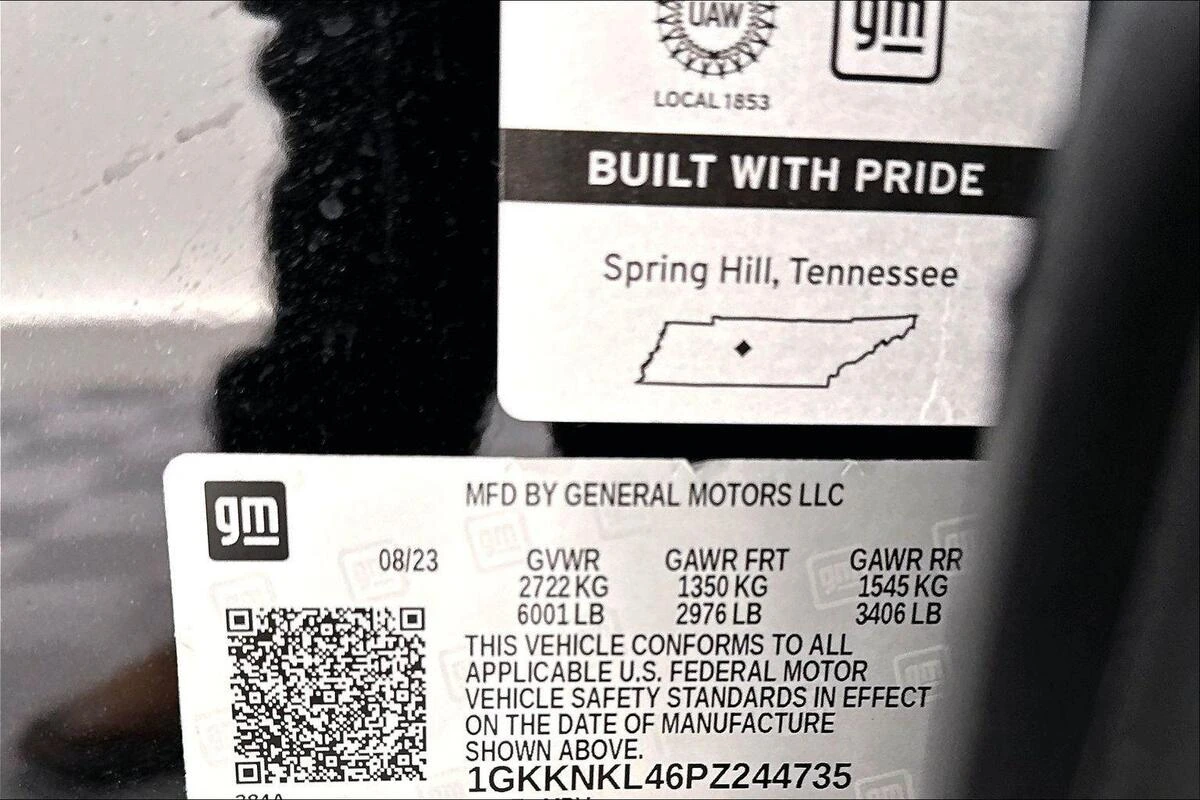 UAW
gm
LOCAL 1853
BUILT WITH PRIDE
Spring Hill, Tennessee
gm
MFD BY GENERAL MOTORS LLC
08/23 GVWR GAWR FRT GAWR RR
2722 KG 1350 KG 1545 KG
6001 LB 2976 LB 3406 LB
THIS VEHICLE CONFORMS TO ALL
APPLICABLE U.S. FEDERAL MOTOR
VEHICLE SAFETY STANDARDS IN EFFECT
ON THE DATE OF MANUFACTURE
SHOWN ABOVE.
1GKKNKL46PZ244735